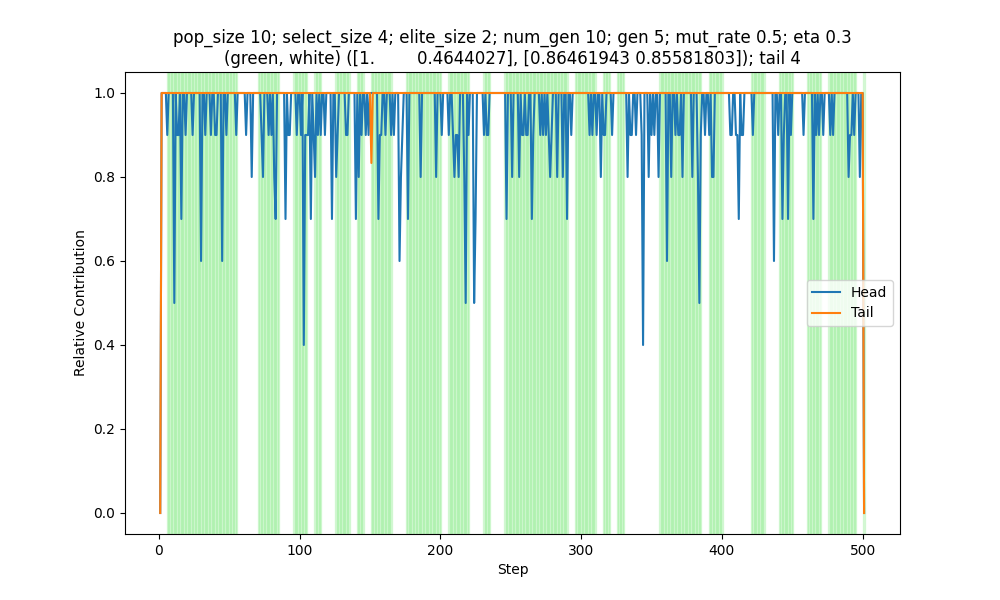 pop_size 10; select_size 4; elite_size 2; num_gen 10; gen 5; mut_rate 0.5; eta 0.3
(green, white) ([1.        0.4644027], [0.86461943 0.85581803]); tail 4
1.0
0.8
0.6
0.4
0.2
0.0
Relative Contribution
Head
Tail
0 100 200 300 400 500
Step